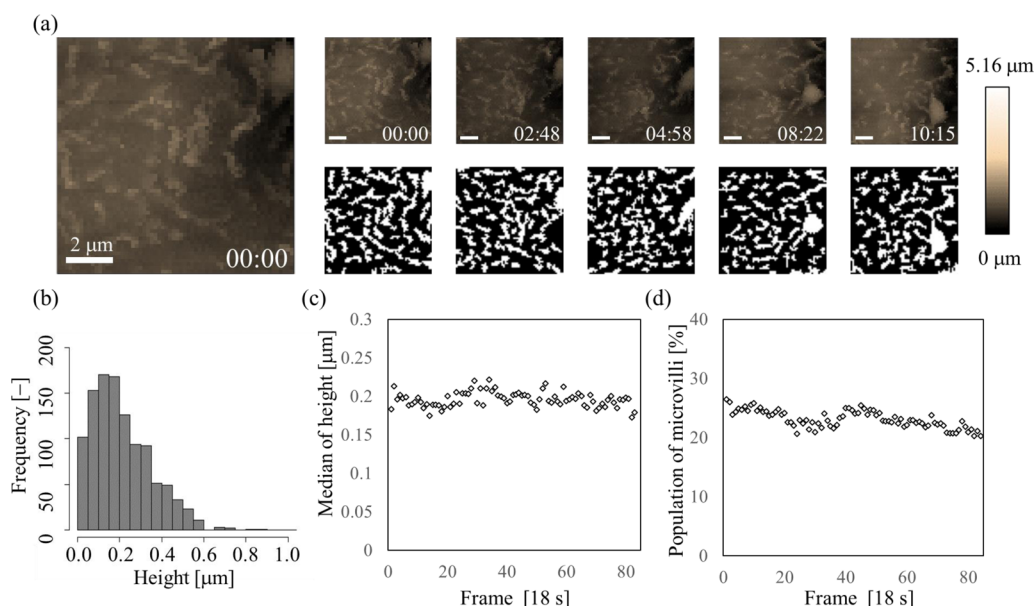 (a)
2 μm
00:00
00:00
02:48
04:58
08:22
10:15
5.16 μm
0 μm
(b)
Frequency [−]
0
50
100
150
200
0.0 0.2 0.4 0.6 0.8 1.0
Height [μm]
(c)
Median of height [μm]
0.3
0.25
0.2
0.15
0.1
0.05
0
0 20 40 60 80
Frame [18 s]
(d)
Population of microvilli [%]
40
30
20
10
0
0 20 40 60 80
Frame [18 s]